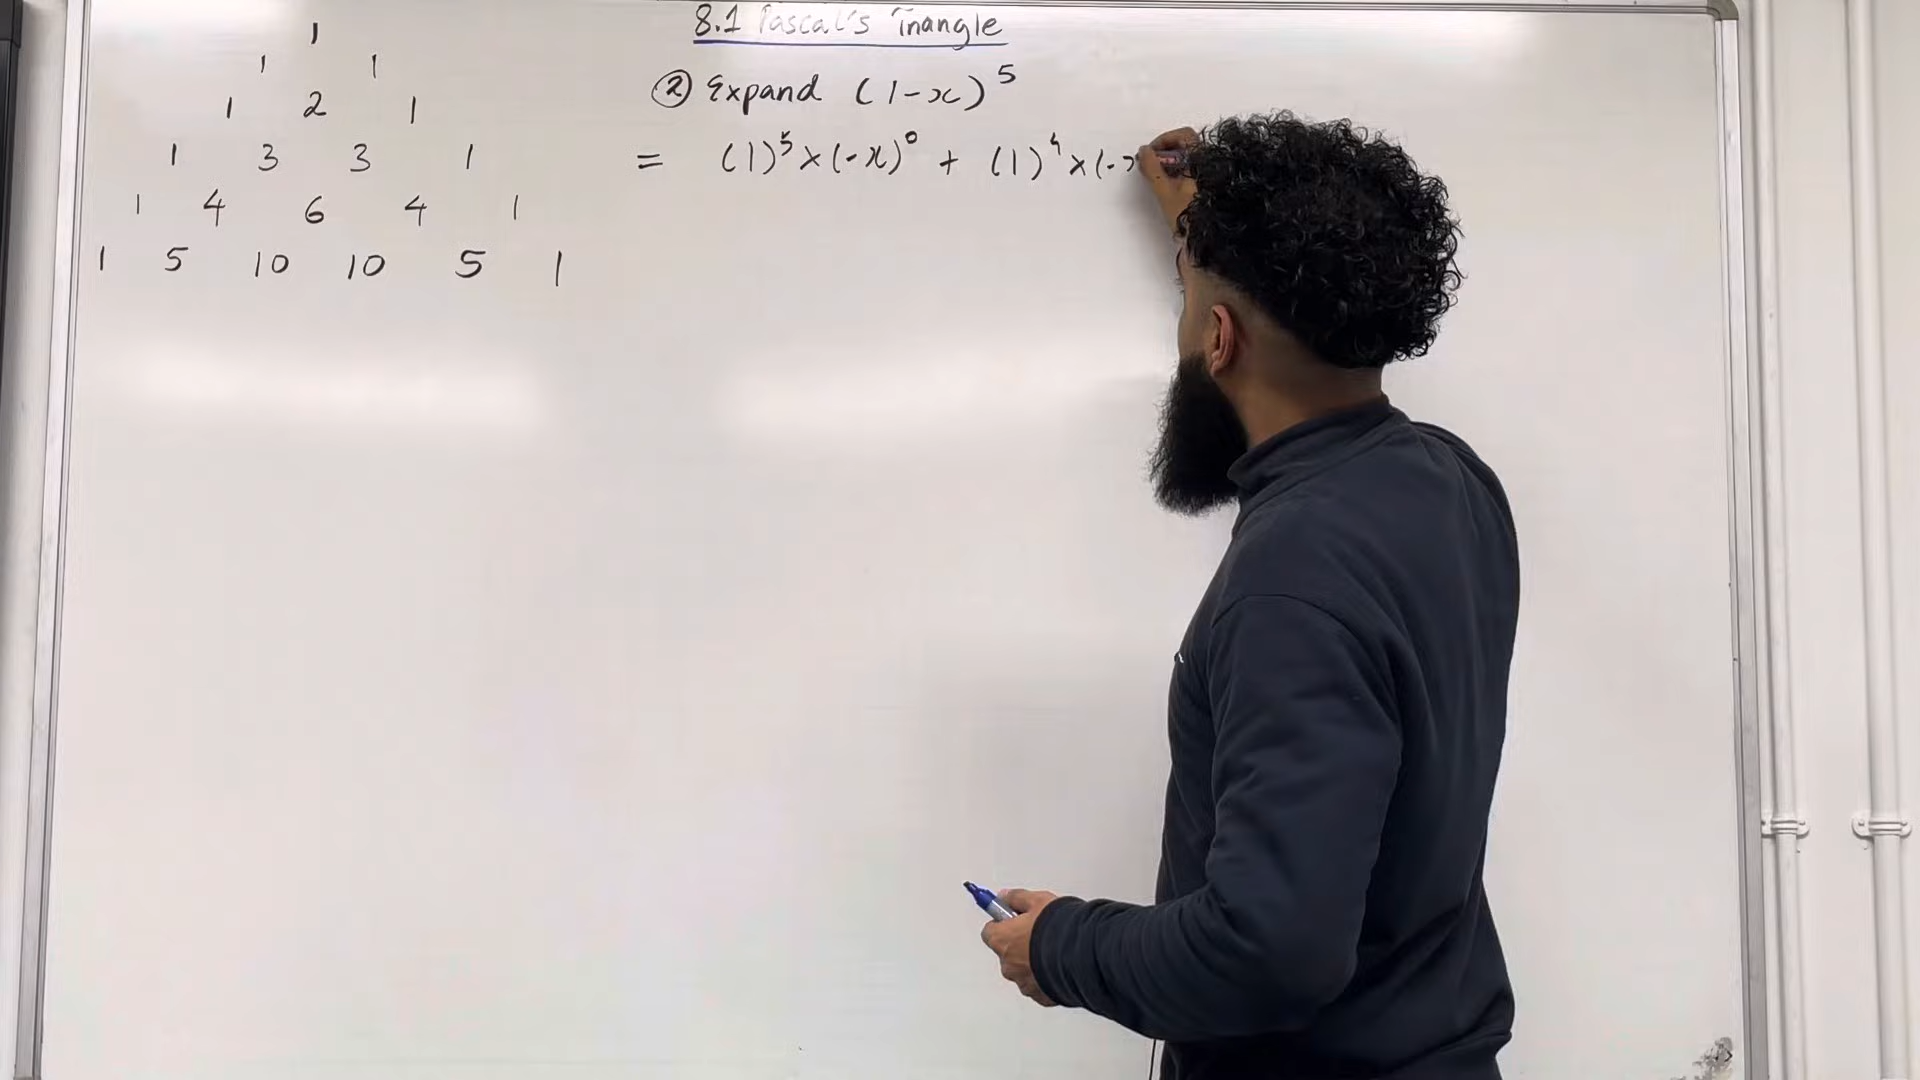 8.1 Pascal's Triangle
1
1 1
1 2 1
1 3 3 1
1 4 6 4 1
1 5 10 10 5 1
② Expand (1-x)⁵
= (1)⁵×(-x)⁰ + (1)⁴×(-x